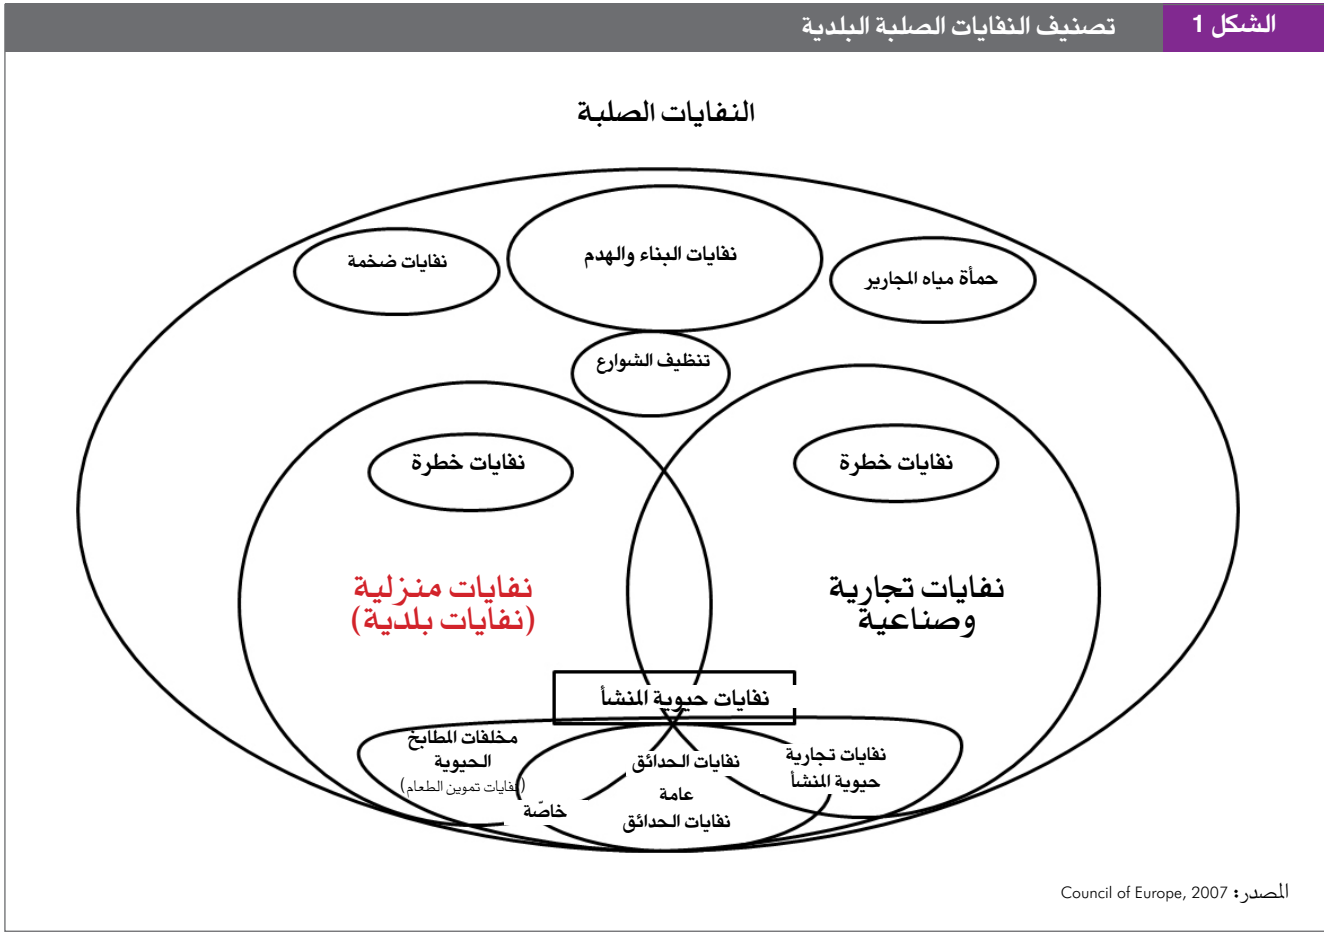 الشكل 1
تصنيف النفايات الصلبة البلدية
النفايات الصلبة
نفايات البناء والهدم
نفايات ضخمة
حمأة مياه المجارير
تنظيف الشوارع
نفايات خطرة
نفايات خطرة
نفايات تجارية
وصناعية
نفايات منزلية
(نفايات بلدية)
نفايات حيوية المنشأ
مخلفات المطابخ
الحيوية
(نفايات تموين الطعام)
نفايات تجارية
حيوية المنشأ
نفايات الحدائق
عامة
نفايات الحدائق
خاصّة
المصدر: Council of Europe, 2007